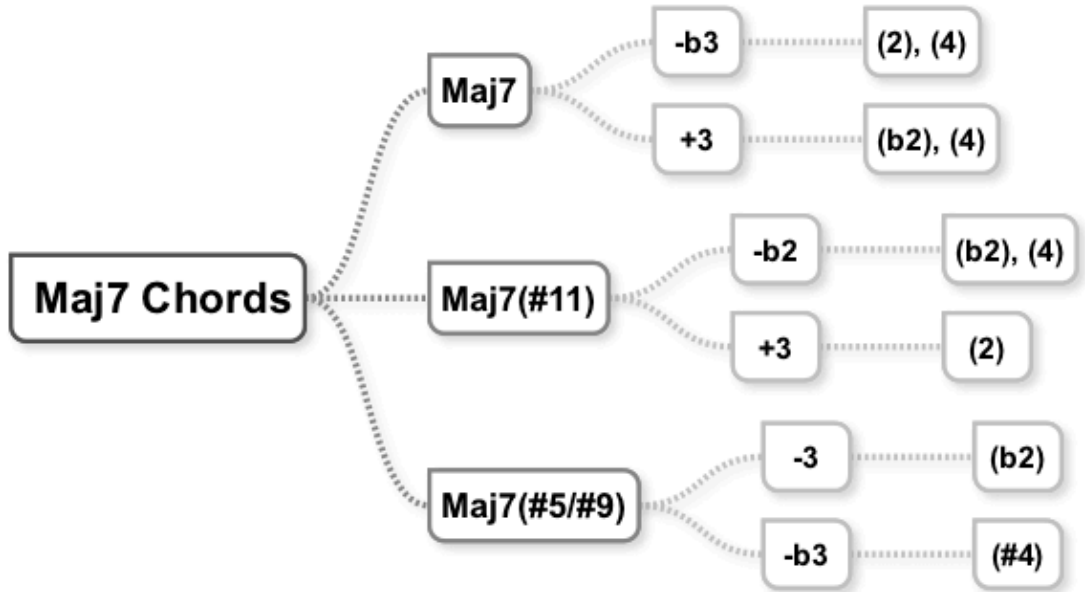 Maj7 Chords
Maj7
-b3
(2), (4)
+3
(b2), (4)
Maj7(#11)
-b2
(b2), (4)
+3
(2)
Maj7(#5/#9)
-3
(b2)
-b3
(#4)